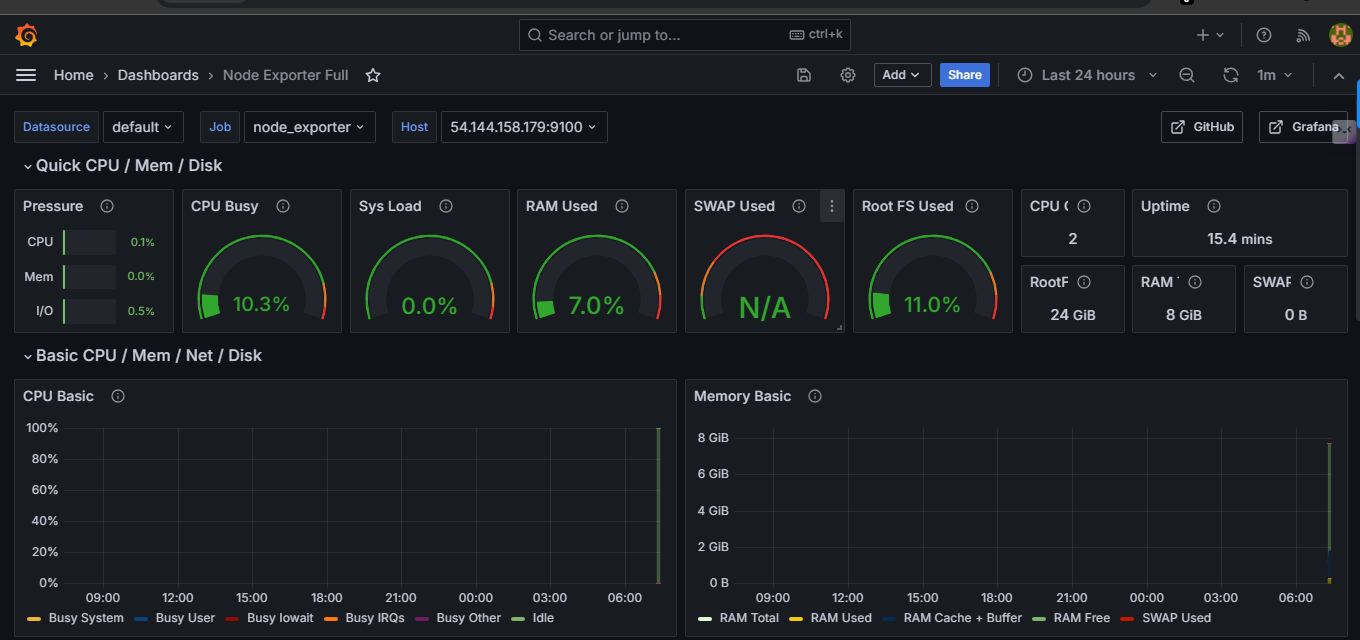 Search or jump to... ctrl+k
Home › Dashboards › Node Exporter Full Add Share Last 24 hours 1m
Datasource default Job node_exporter Host 54.144.158.179:9100 GitHub Grafana
Quick CPU / Mem / Disk
Pressure
CPU 0.1%
Mem 0.0%
I/O 0.5%
CPU Busy
10.3%
Sys Load
0.0%
RAM Used
7.0%
SWAP Used
N/A
Root FS Used
11.0%
CPU
2
Uptime
15.4 mins
RootF
24 GiB
RAM
8 GiB
SWAP
0 B
Basic CPU / Mem / Net / Disk
CPU Basic
100%
80%
60%
40%
20%
0%
09:00 12:00 15:00 18:00 21:00 00:00 03:00 06:00
Busy System Busy User Busy Iowait Busy IRQs Busy Other Idle
Memory Basic
8 GiB
6 GiB
4 GiB
2 GiB
0 B
09:00 12:00 15:00 18:00 21:00 00:00 03:00 06:00
RAM Total RAM Used RAM Cache + Buffer RAM Free SWAP Used